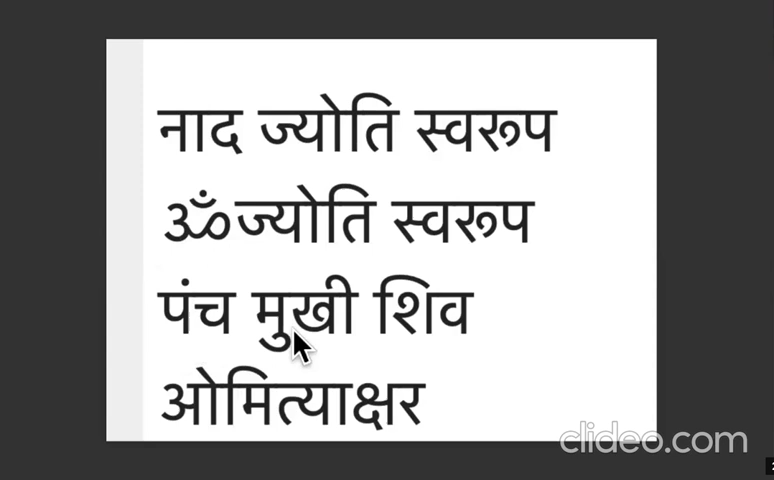 नाद ज्योति स्वरूप
ॐज्योति स्वरूप
पंच मुखी शिव
ओमित्याक्षर
clideo.com